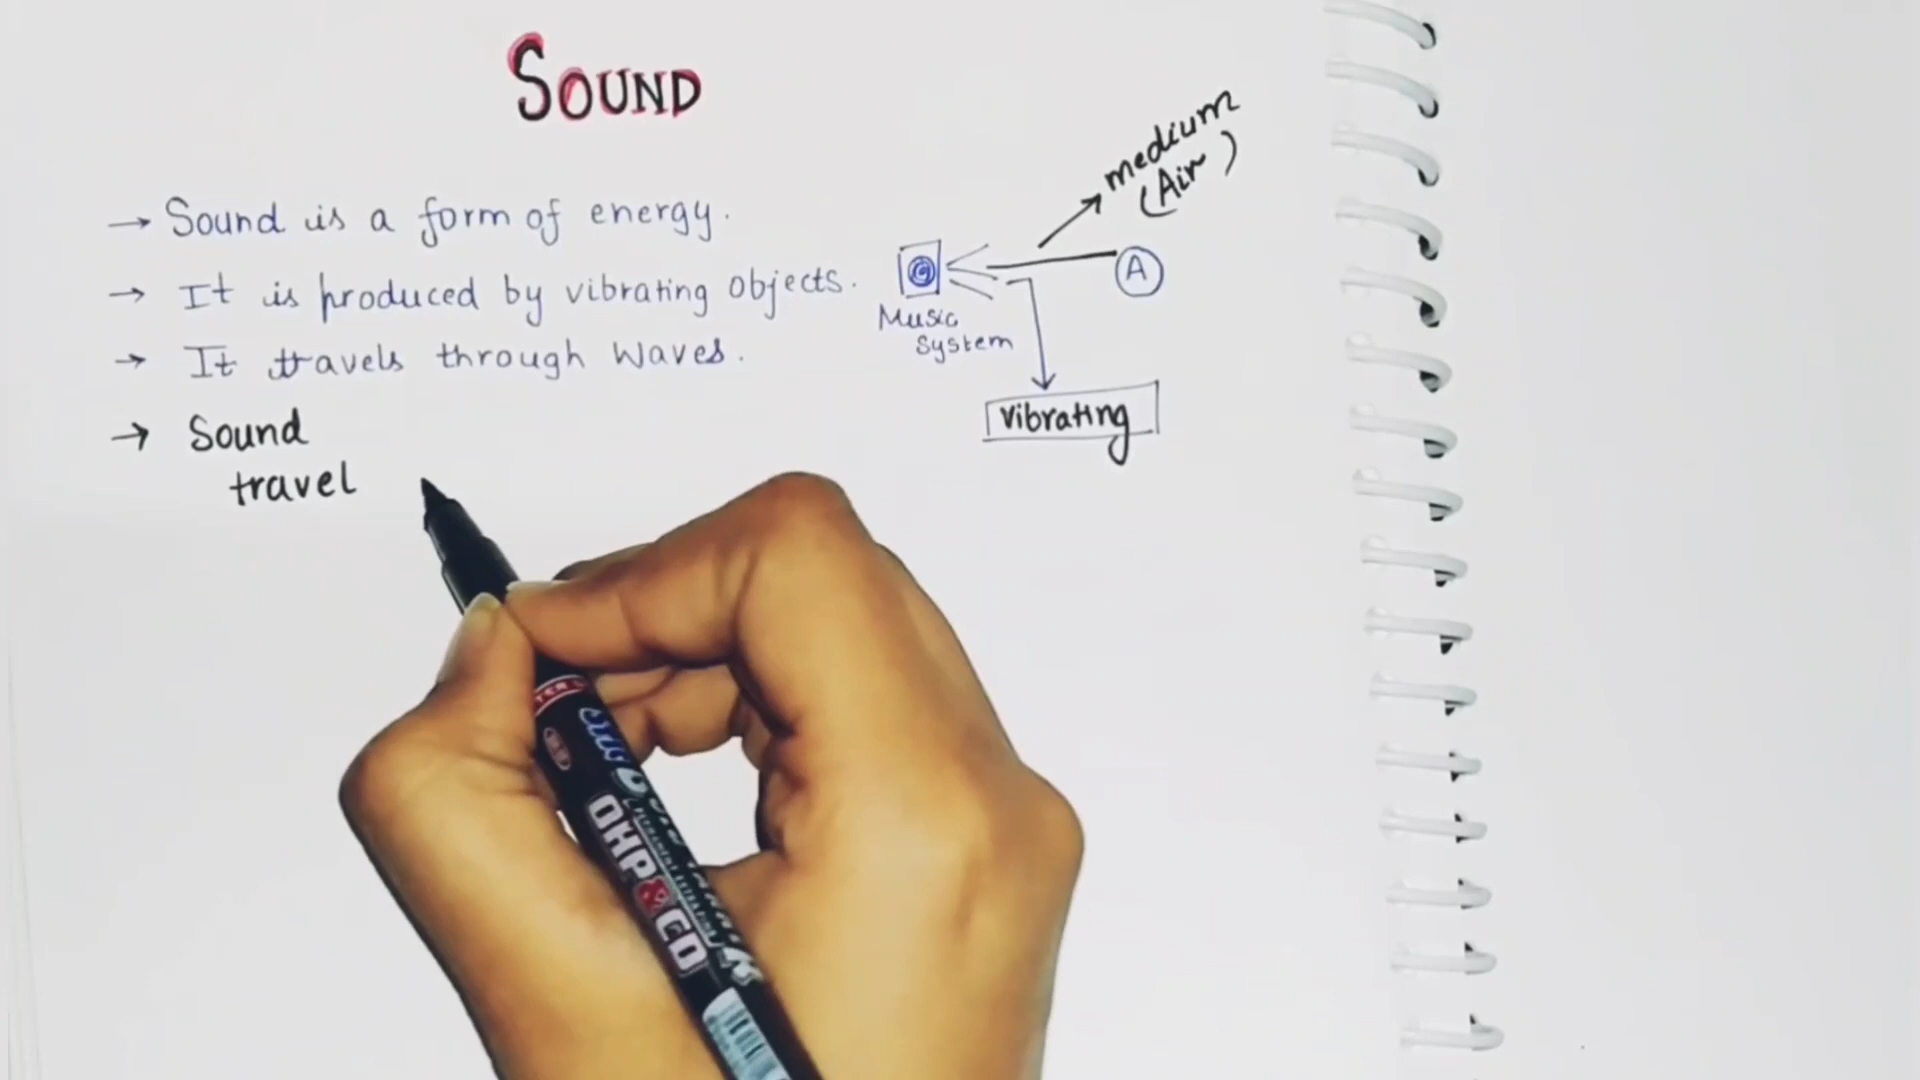 SOUND
→ Sound is a form of energy.
→ It is produced by vibrating objects.
→ It travels through waves.
→ Sound
travel
medium
(Air)
A
Music
System
Vibrating
OHP&CD